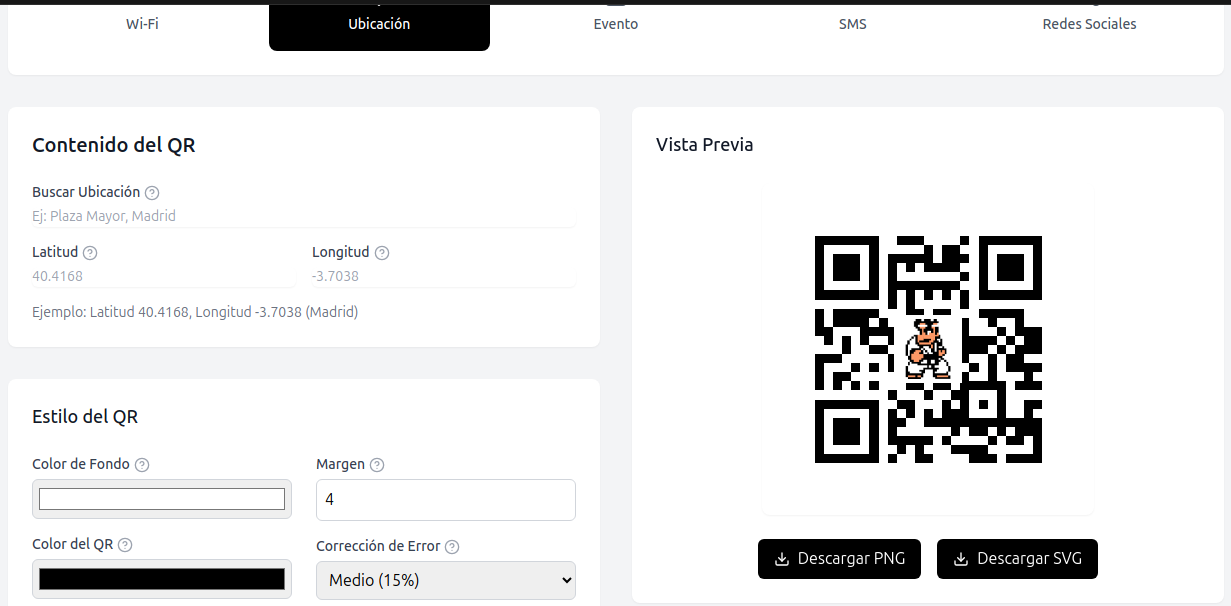 Wi-Fi
Ubicación
Evento
SMS
Redes Sociales
Contenido del QR
Buscar Ubicación
Ej: Plaza Mayor, Madrid
Latitud
Longitud
40.4168
-3.7038
Ejemplo: Latitud 40.4168, Longitud -3.7038 (Madrid)
Estilo del QR
Color de Fondo
Margen
4
Color del QR
Corrección de Error
Medio (15%)
Vista Previa
Descargar PNG
Descargar SVG